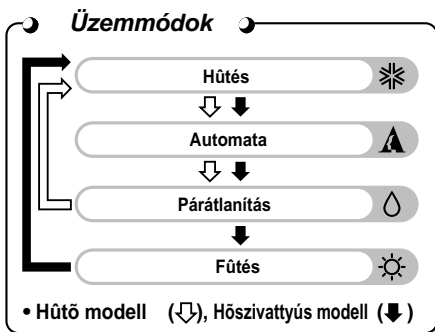 Üzemmódok
Hûtés
Automata
Párátlanítás
Fûtés
• Hûtõ modell (⇩), Hõszivattyús modell (⬇)